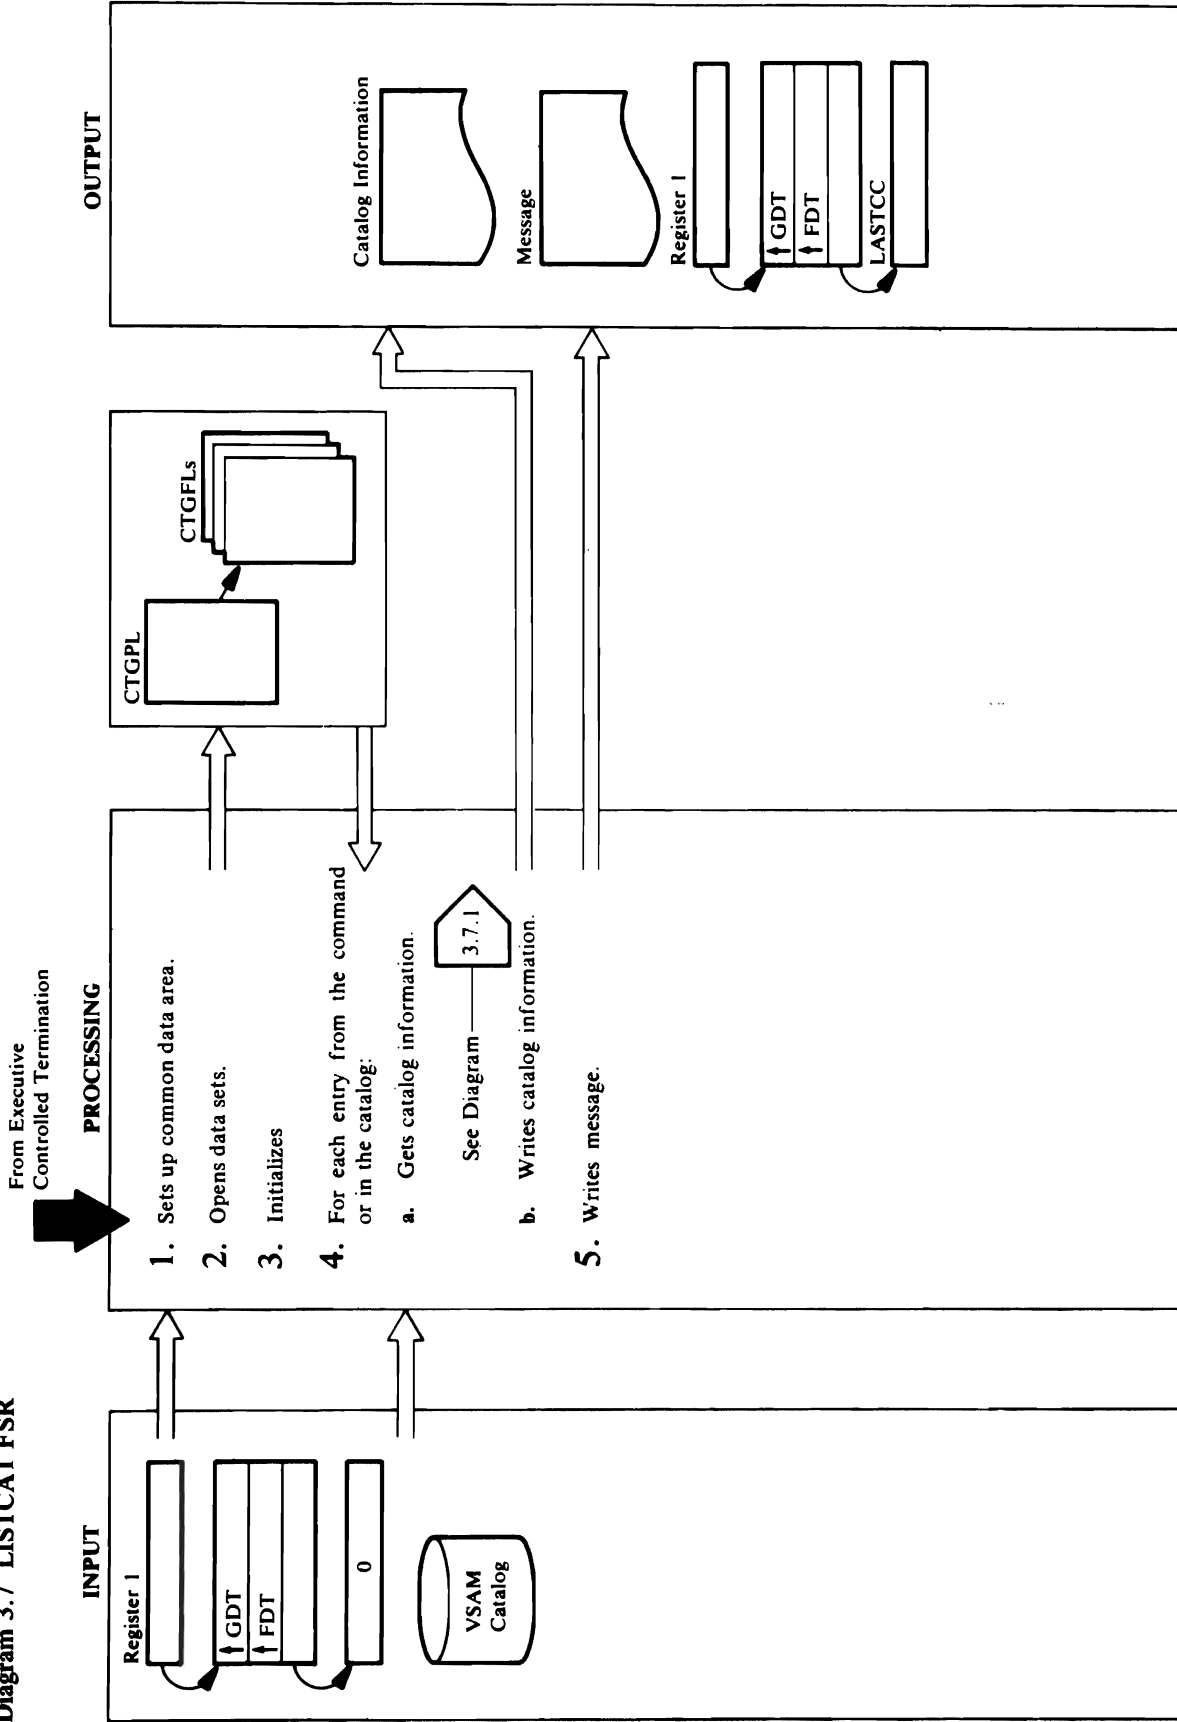 Diagram 3.7 LISTCAT FSR
INPUT
Register 1
GDT
FDT
0
VSAM
Catalog
From Executive
Controlled Termination
PROCESSING
1. Sets up common data area.
2. Opens data sets.
3. Initializes
4. For each entry from the command
or in the catalog:
a. Gets catalog information.
See Diagram
3.7.1
b. Writes catalog information.
5. Writes message.
CTGPL
CTGFLs
OUTPUT
Catalog Information
Message
Register 1
GDT
FDT
LASTCC